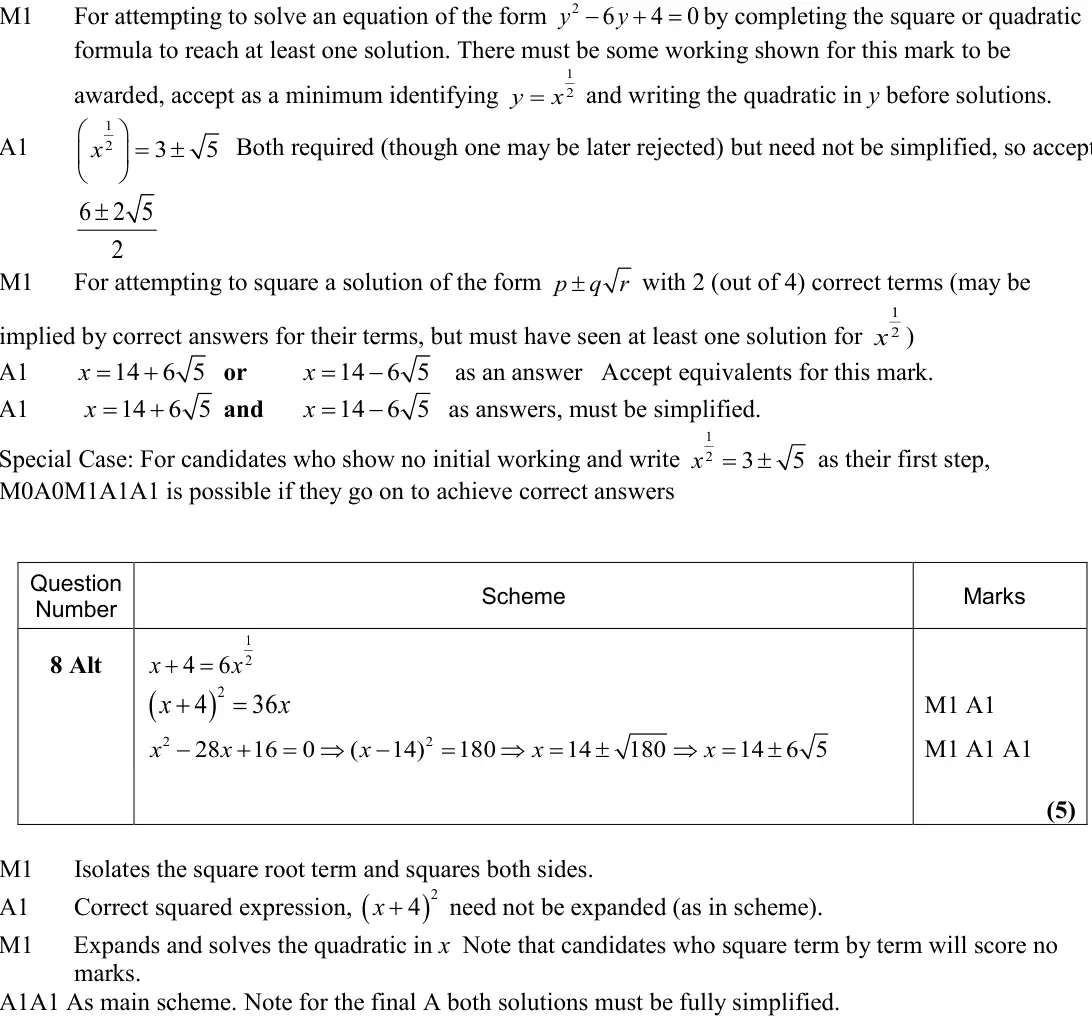 M1 For attempting to solve an equation of the form y² − 6y + 4 = 0 by completing the square or quadratic
formula to reach at least one solution. There must be some working shown for this mark to be
awarded, accept as a minimum identifying y = x^(1/2) and writing the quadratic in y before solutions.
A1 (x^(1/2)) = 3 ± √5 Both required (though one may be later rejected) but need not be simplified, so accept
(6 ± 2√5)/2
M1 For attempting to square a solution of the form p ± q√r with 2 (out of 4) correct terms (may be
implied by correct answers for their terms, but must have seen at least one solution for x^(1/2))
A1 x = 14 + 6√5 or x = 14 − 6√5 as an answer Accept equivalents for this mark.
A1 x = 14 + 6√5 and x = 14 − 6√5 as answers, must be simplified.
Special Case: For candidates who show no initial working and write x^(1/2) = 3 ± √5 as their first step,
M0A0M1A1A1 is possible if they go on to achieve correct answers
Question Number Scheme Marks
8 Alt x + 4 = 6x^(1/2)
(x + 4)² = 36x M1 A1
x² − 28x + 16 = 0 ⇒ (x − 14)² = 180 ⇒ x = 14 ± √180 ⇒ x = 14 ± 6√5 M1 A1 A1
(5)
M1 Isolates the square root term and squares both sides.
A1 Correct squared expression, (x + 4)² need not be expanded (as in scheme).
M1 Expands and solves the quadratic in x Note that candidates who square term by term will score no
marks.
A1A1 As main scheme. Note for the final A both solutions must be fully simplified.